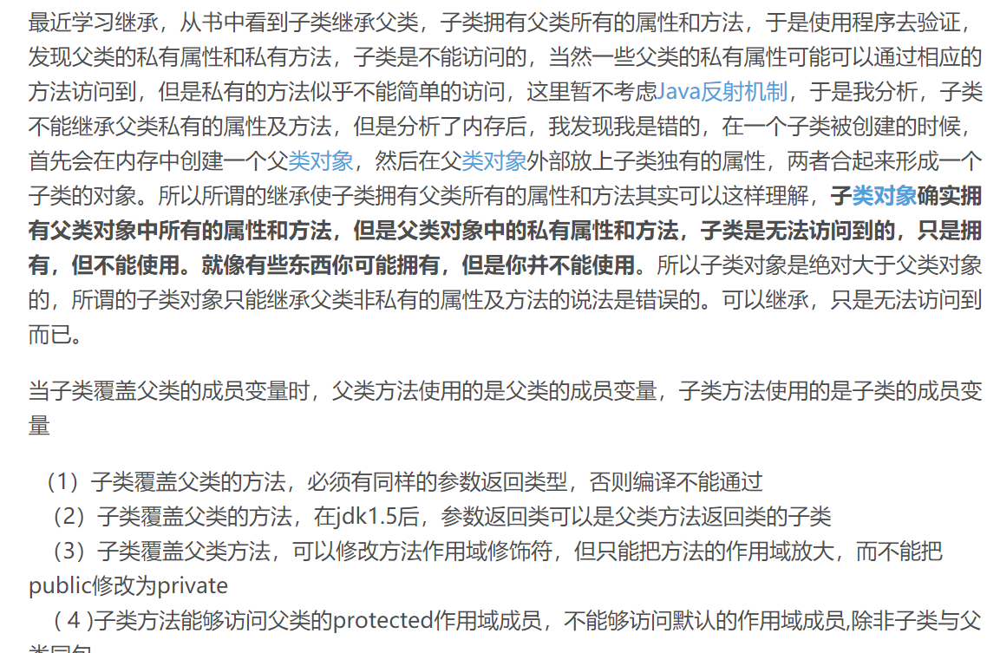 最近学习继承，从书中看到子类继承父类，子类拥有父类所有的属性和方法，于是使用程序去验证，
发现父类的私有属性和私有方法，子类是不能访问的，当然一些父类的私有属性可能可以通过相应的
方法访问到，但是私有的方法似乎不能简单的访问，这里暂不考虑Java反射机制，于是我分析，子类
不能继承父类私有的属性及方法，但是分析了内存后，我发现我是错的，在一个子类被创建的时候，
首先会在内存中创建一个父类对象，然后在父类对象外部放上子类独有的属性，两者合起来形成一个
子类的对象。所以所谓的继承使子类拥有父类所有的属性和方法其实可以这样理解，子类对象确实拥
有父类对象中所有的属性和方法，但是父类对象中的私有属性和方法，子类是无法访问到的，只是拥
有，但不能使用。就像有些东西你可能拥有，但是你并不能使用。所以子类对象是绝对大于父类对象
的，所谓的子类对象只能继承父类非私有的属性及方法的说法是错误的。可以继承，只是无法访问到
而已。
当子类覆盖父类的成员变量时，父类方法使用的是父类的成员变量，子类方法使用的是子类的成员变
量
（1）子类覆盖父类的方法，必须有同样的参数返回类型，否则编译不能通过
（2）子类覆盖父类的方法，在jdk1.5后，参数返回类可以是父类方法返回类的子类
（3）子类覆盖父类方法，可以修改方法作用域修饰符，但只能把方法的作用域放大，而不能把
public修改为private
（4）子类方法能够访问父类的protected作用域成员，不能够访问默认的作用域成员,除非子类与父
类同包